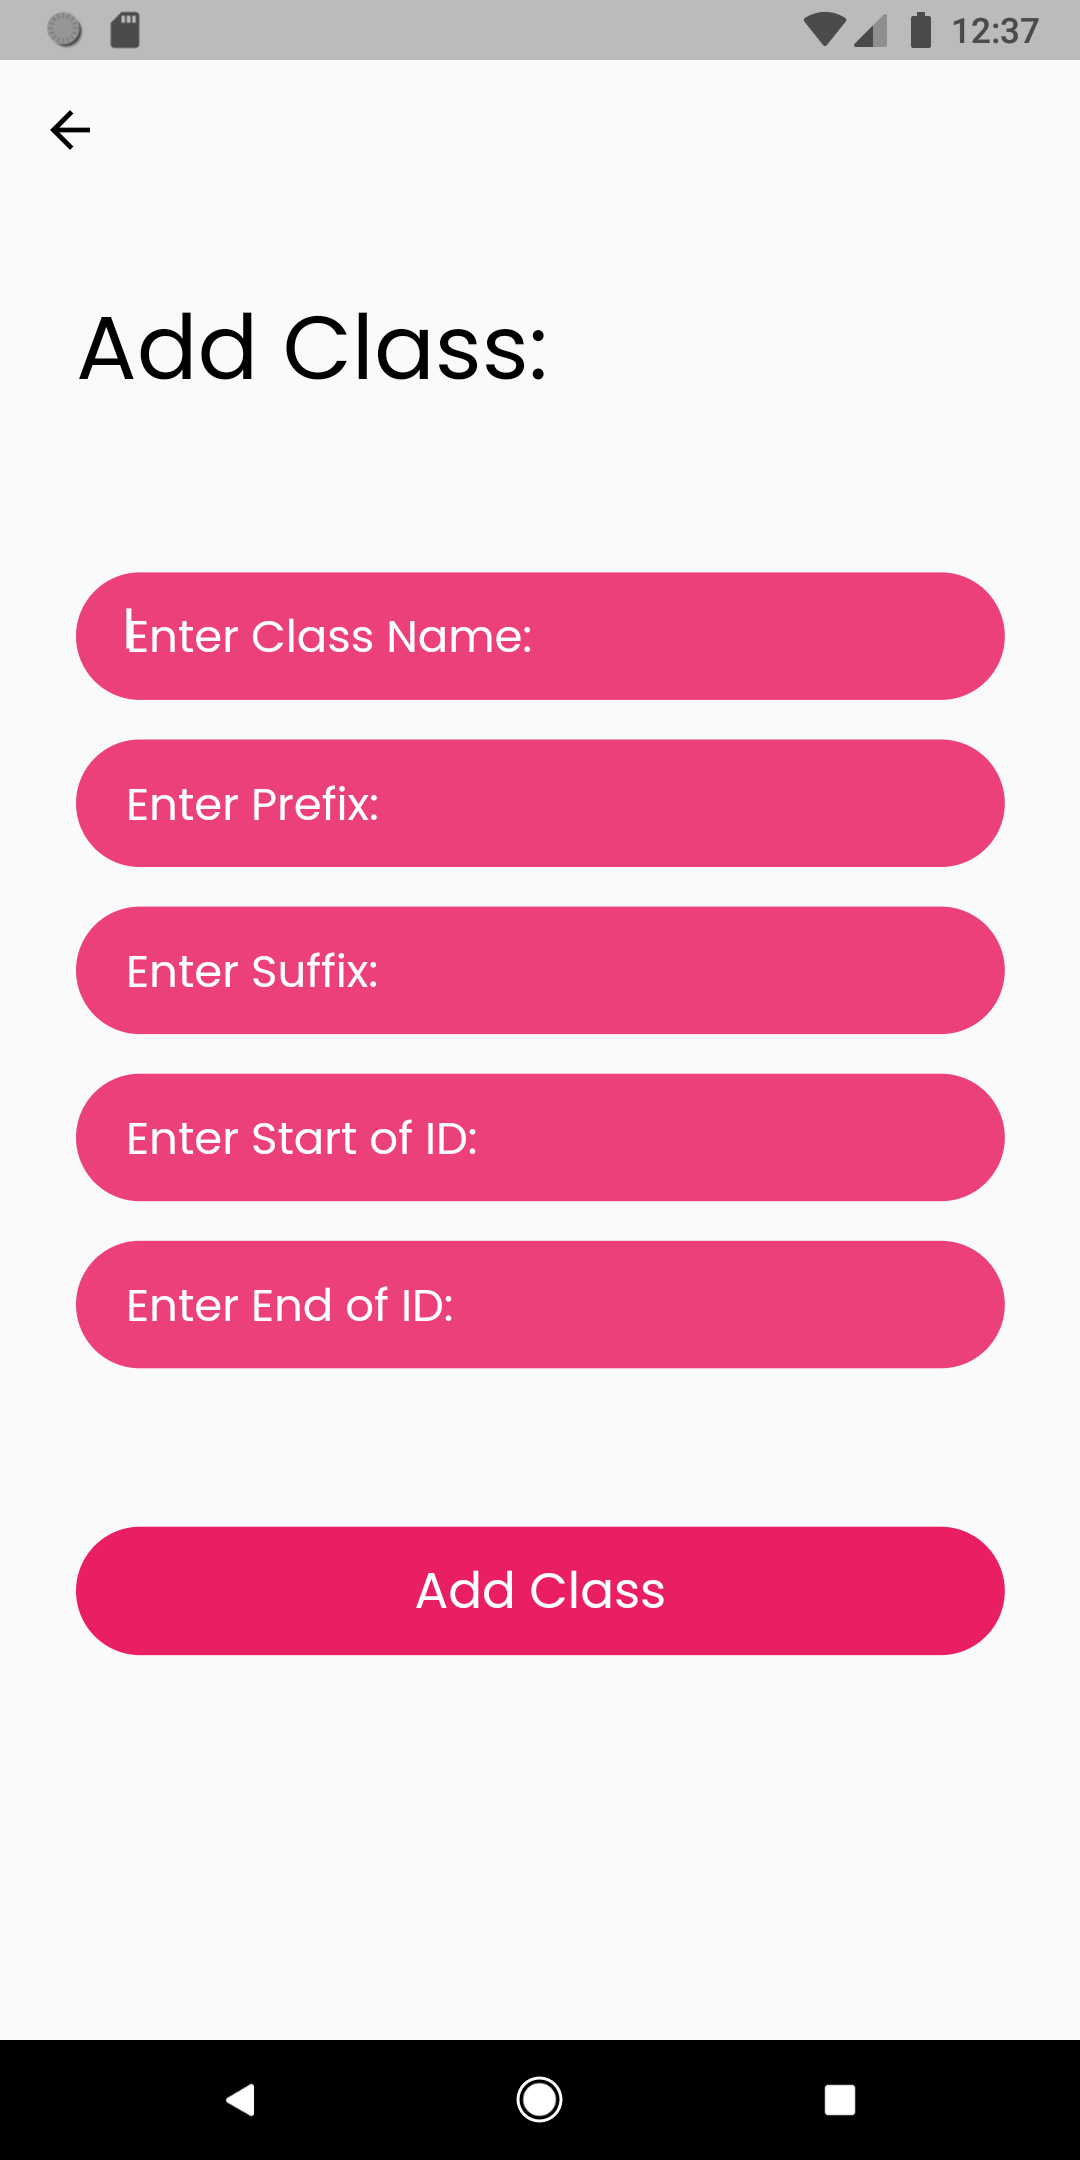 12:37
Add Class:
Enter Class Name:
Enter Prefix:
Enter Suffix:
Enter Start of ID:
Enter End of ID:
Add Class